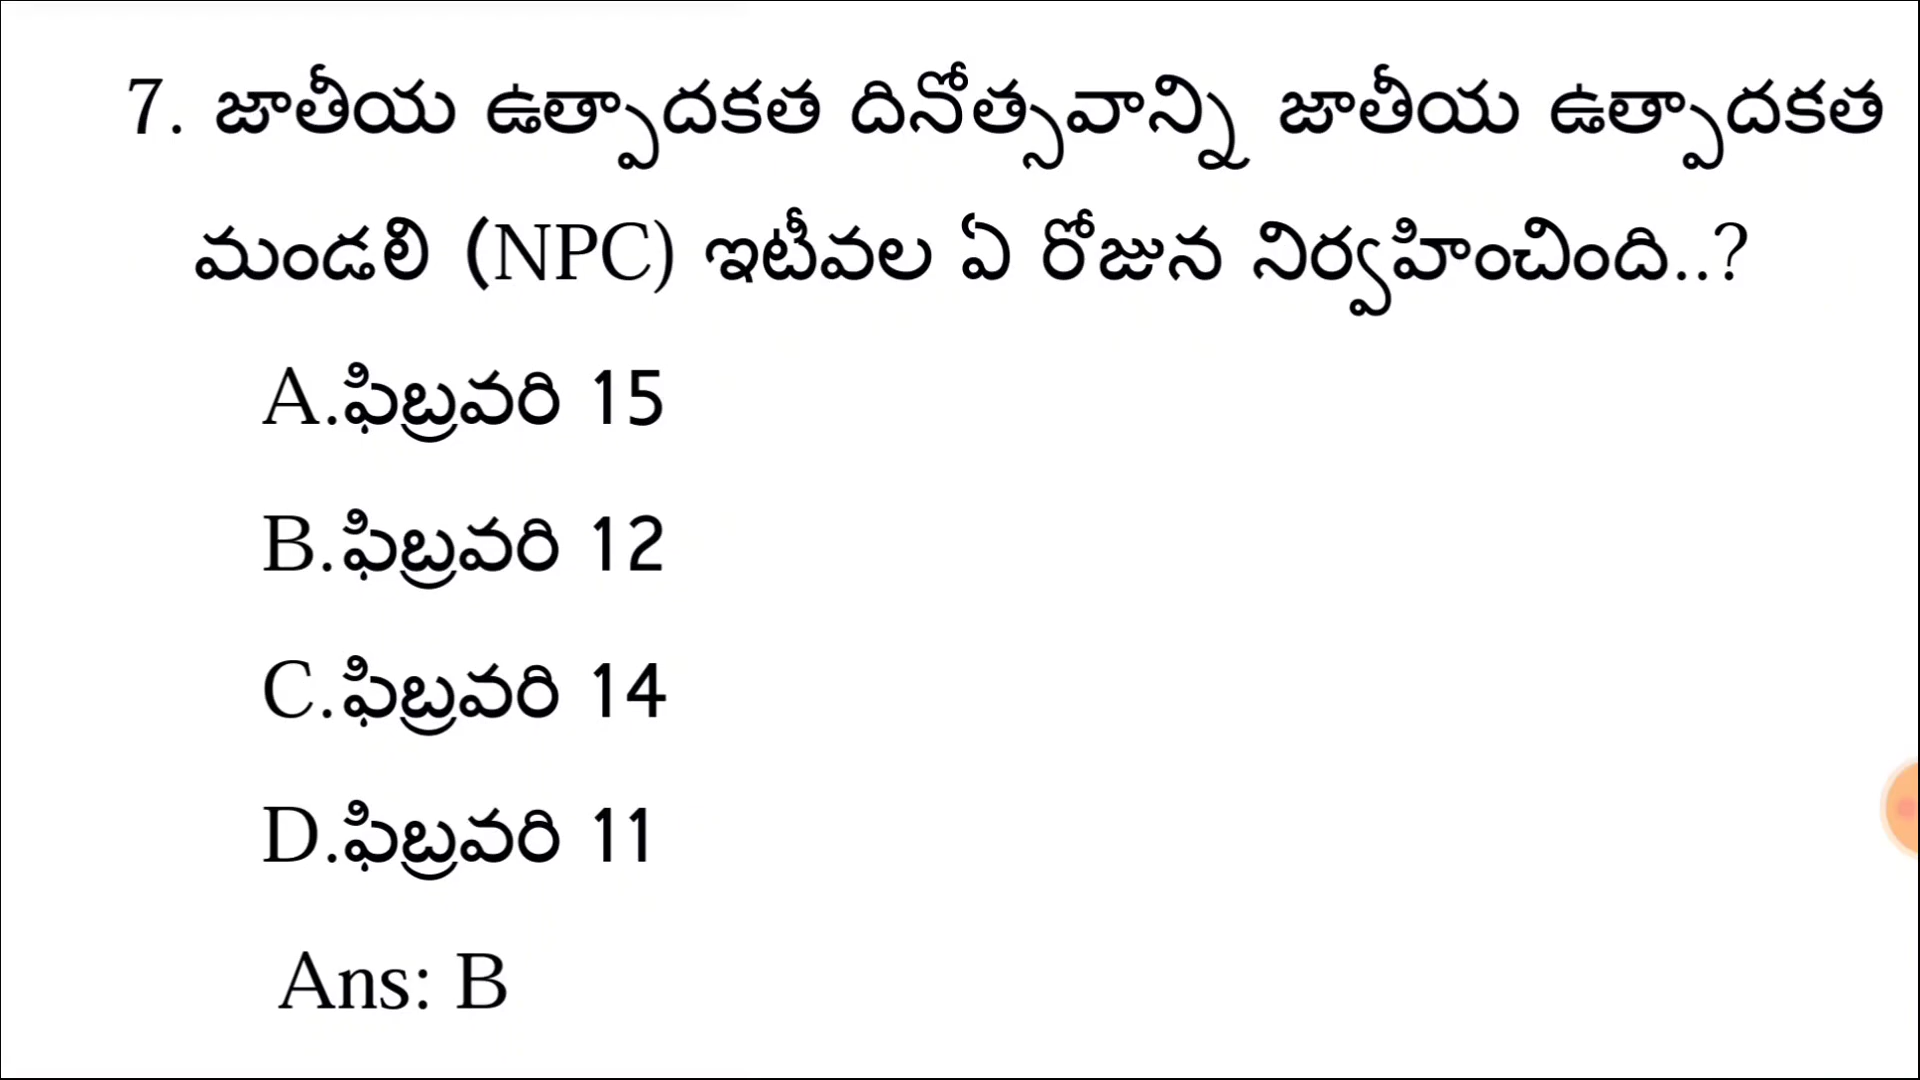 7. జాతీయ ఉత్పాదకత దినోత్సవాన్ని జాతీయ ఉత్పాదకత
మండలి (NPC) ఇటీవల ఏ రోజున నిర్వహించింది..?
A.ఫిబ్రవరి 15
B.ఫిబ్రవరి 12
C.ఫిబ్రవరి 14
D.ఫిబ్రవరి 11
Ans: B